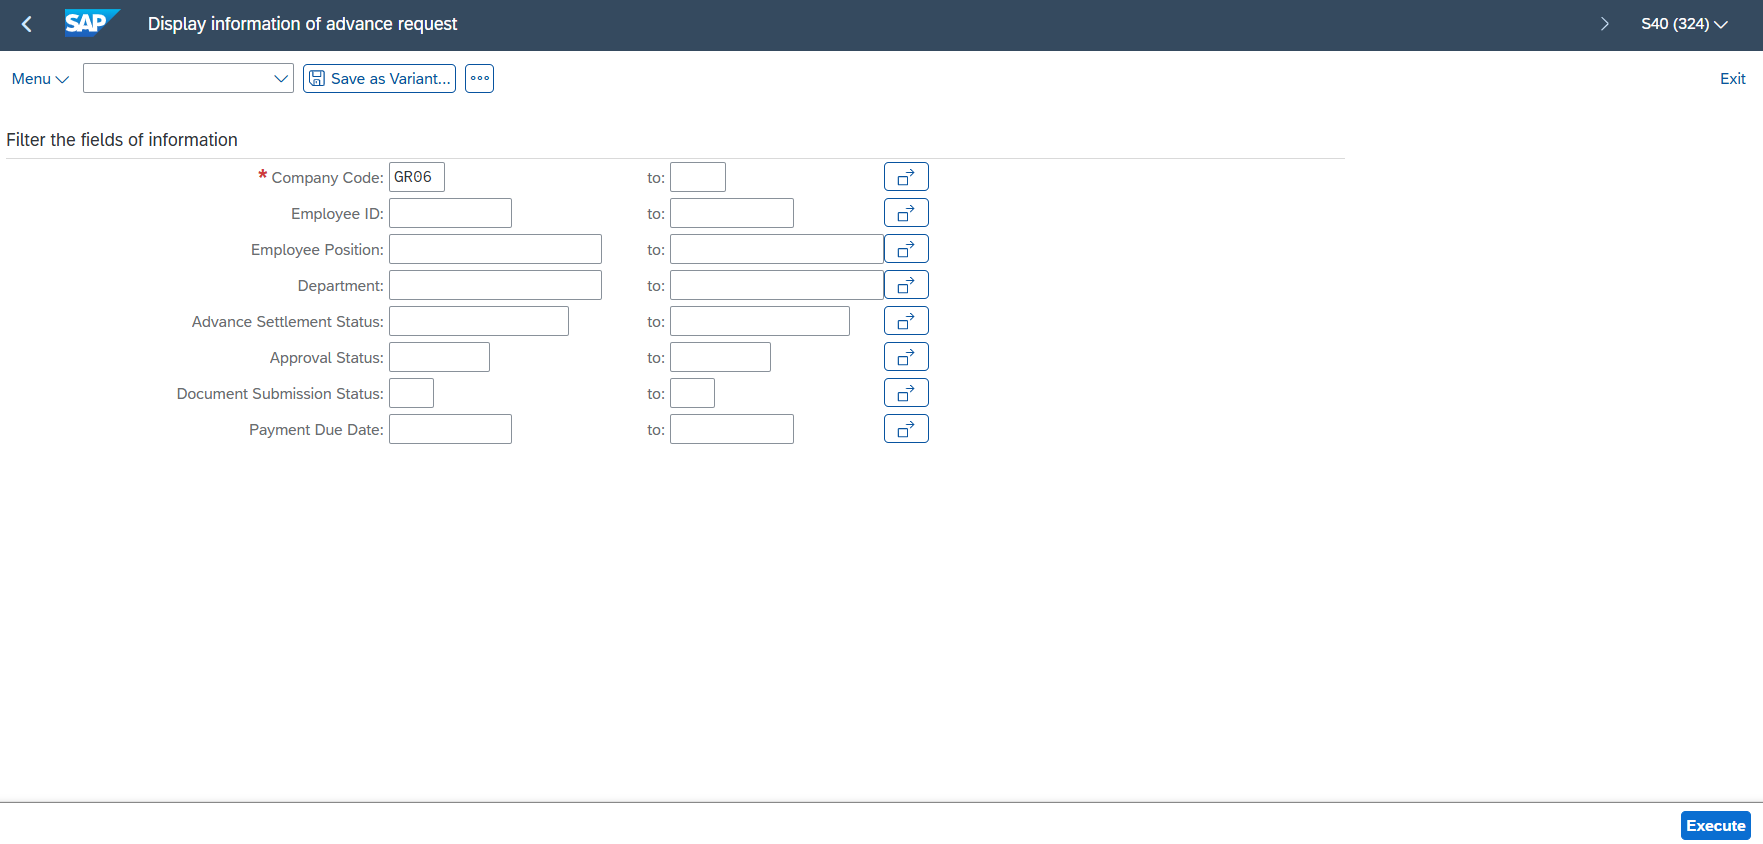 SAP Display information of advance request S40 (324)
Menu Save as Variant... Exit
Filter the fields of information
* Company Code: GR06 to:
Employee ID: to:
Employee Position: to:
Department: to:
Advance Settlement Status: to:
Approval Status: to:
Document Submission Status: to:
Payment Due Date: to:
Execute